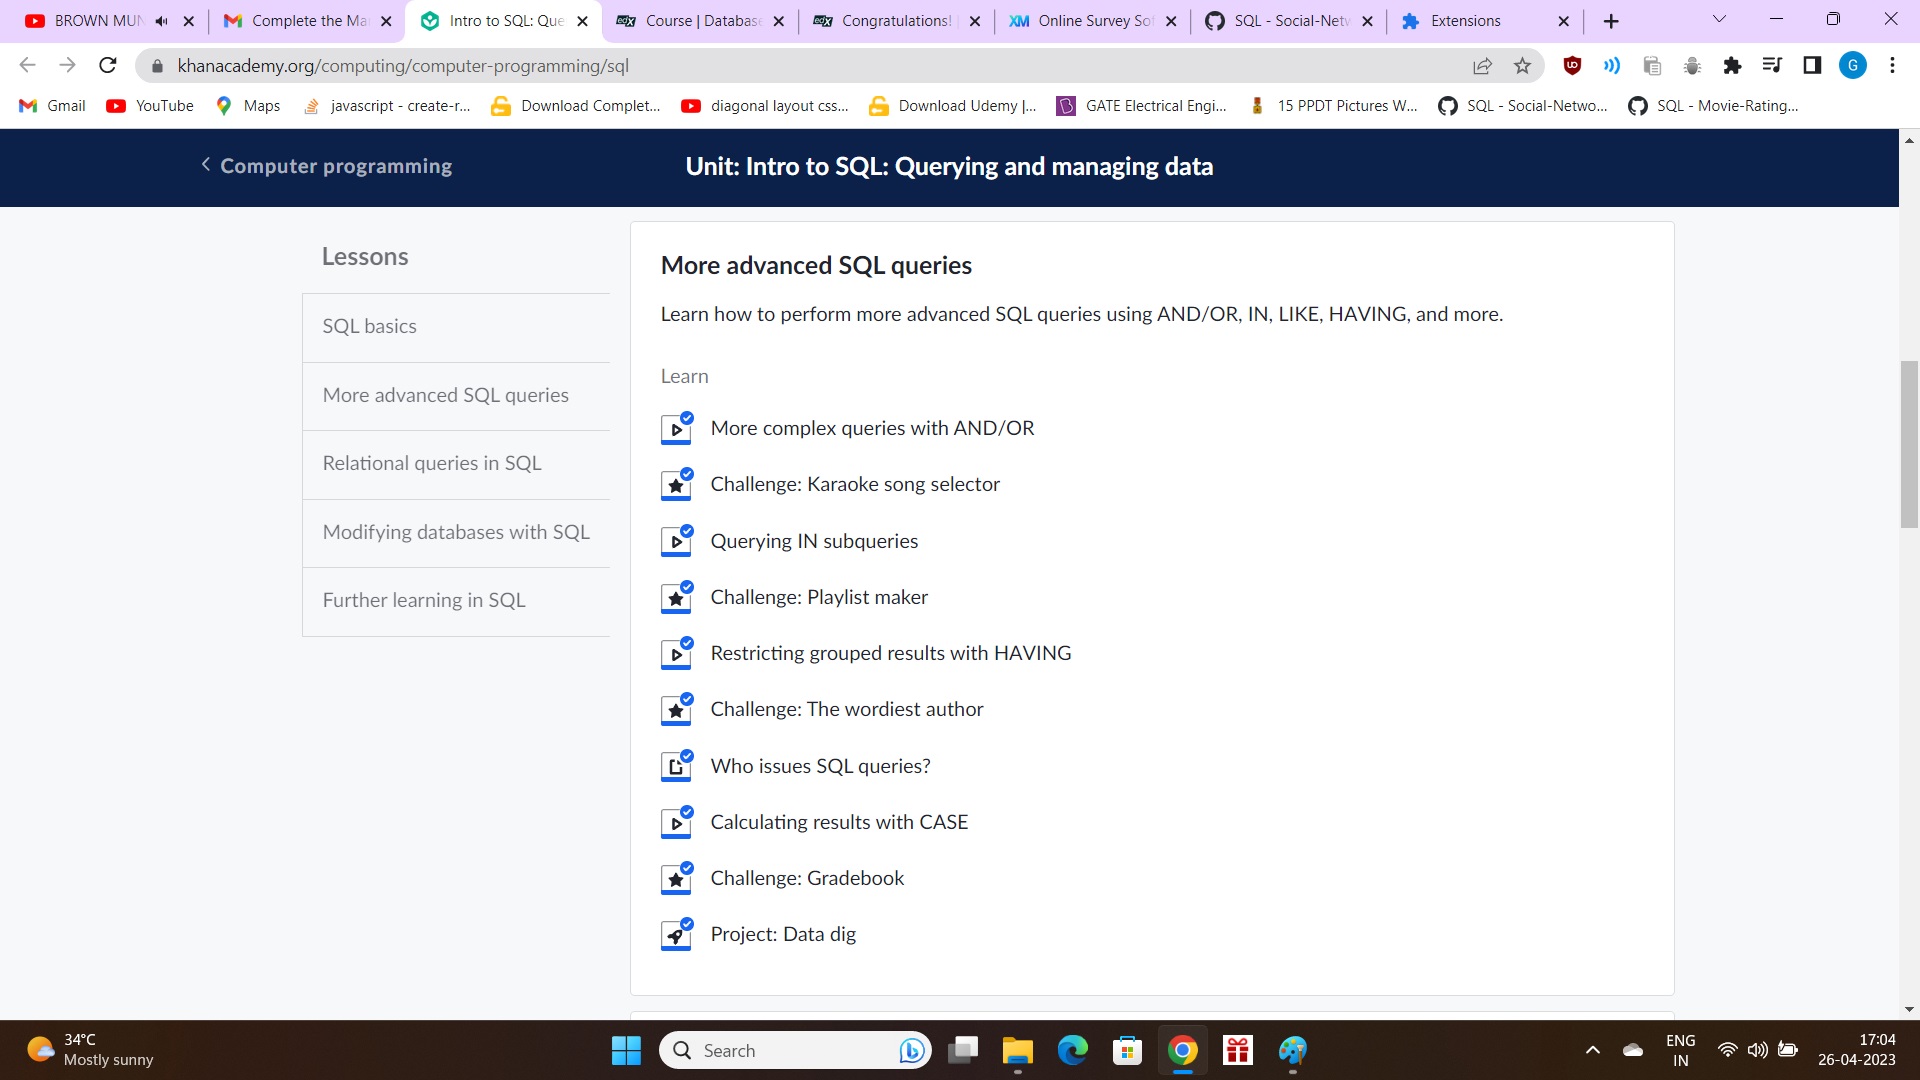 BROWN MUN
Complete the Ma
Intro to SQL: Que
edX
Course | Database
edX
Congratulations! |
XM
Online Survey So
SQL - Social-Netw
Extensions
khanacademy.org/computing/computer-programming/sql
G
Gmail
YouTube
Maps
javascript - create-r...
Download Complet...
diagonal layout css...
Download Udemy |...
GATE Electrical Engi...
15 PPDT Pictures W...
SQL - Social-Netwo...
SQL - Movie-Rating...
Computer programming
Unit: Intro to SQL: Querying and managing data
Lessons
SQL basics
More advanced SQL queries
Relational queries in SQL
Modifying databases with SQL
Further learning in SQL
More advanced SQL queries
Learn how to perform more advanced SQL queries using AND/OR, IN, LIKE, HAVING, and more.
Learn
More complex queries with AND/OR
Challenge: Karaoke song selector
Querying IN subqueries
Challenge: Playlist maker
Restricting grouped results with HAVING
Challenge: The wordiest author
Who issues SQL queries?
Calculating results with CASE
Challenge: Gradebook
Project: Data dig
34°C
Mostly sunny
Search
ENG
IN
17:04
26-04-2023